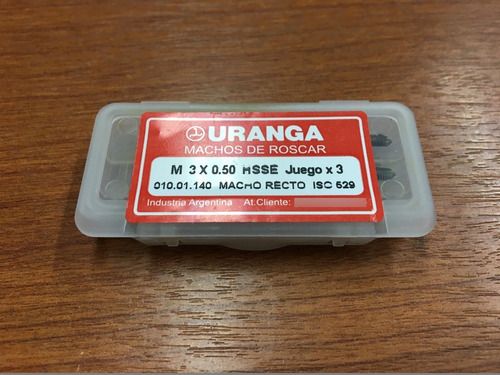 URANGA
MACHOS DE ROSCAR
M 3 X 0.50 HSSE Juego x 3
010.01.140 MACHO RECTO ISO 529
Industria Argentina At.Cliente: